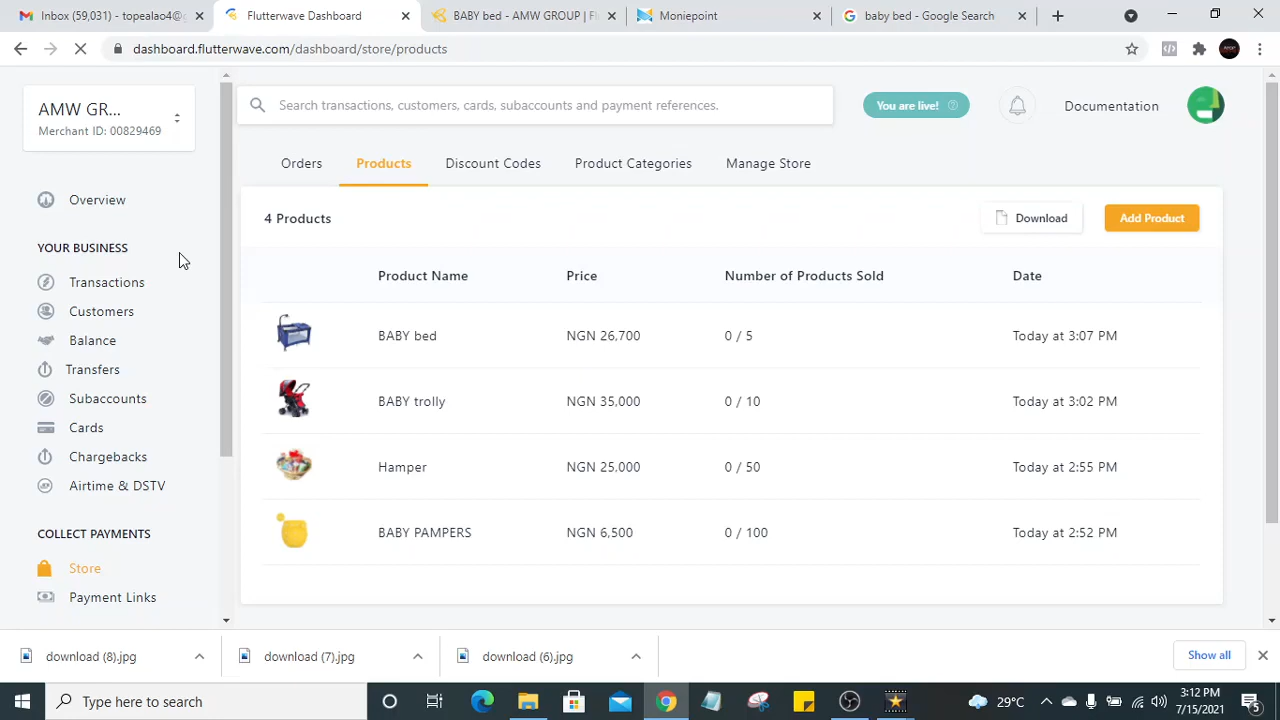 Inbox (59,031) - topealao4@g
Flutterwave Dashboard
BABY bed - AMW GROUP | Fl
Moniepoint
baby bed - Google Search
dashboard.flutterwave.com/dashboard/store/products
AMW GR...
Merchant ID: 00829469
Search transactions, customers, cards, subaccounts and payment references.
You are live!
Documentation
Overview
YOUR BUSINESS
Transactions
Customers
Balance
Transfers
Subaccounts
Cards
Chargebacks
Airtime & DSTV
COLLECT PAYMENTS
Store
Payment Links
Orders Products Discount Codes Product Categories Manage Store
4 Products Download Add Product
Product Name Price Number of Products Sold Date
BABY bed NGN 26,700 0 / 5 Today at 3:07 PM
BABY trolly NGN 35,000 0 / 10 Today at 3:02 PM
Hamper NGN 25,000 0 / 50 Today at 2:55 PM
BABY PAMPERS NGN 6,500 0 / 100 Today at 2:52 PM
download (8).jpg download (7).jpg download (6).jpg Show all
Type here to search
29°C
3:12 PM
7/15/2021
5